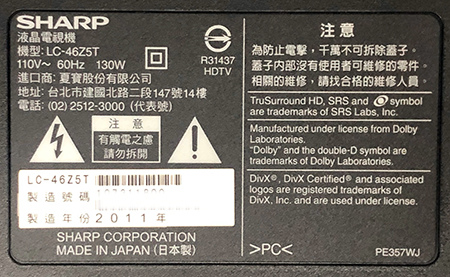 SHARP
液晶電視機
機型: LC-46Z5T
110V~ 60Hz 130W
進口商: 夏寶股份有限公司
地址: 台北市建國北路二段147號14樓
電話: (02) 2512-3000 (代表號)
R31437
HDTV
注意
有觸電之虞
請勿拆開
LC-46Z5T
製造號碼
製造年份 2011年
SHARP CORPORATION
MADE IN JAPAN (日本製)
注意
為防止電擊，千萬不可拆除蓋子。
蓋子内部沒有使用者可維修的零件。
相關的維修，請找合格的維修人員。
TruSurround HD, SRS and symbol
are trademarks of SRS Labs, Inc.
Manufactured under license from Dolby
Laboratories.
"Dolby" and the double-D symbol are
trademarks of Dolby Laboratories.
DivX®, DivX Certified® and associated
logos are registered trademarks of
DivX, Inc. and are used under license.
>PC<
PE357WJ